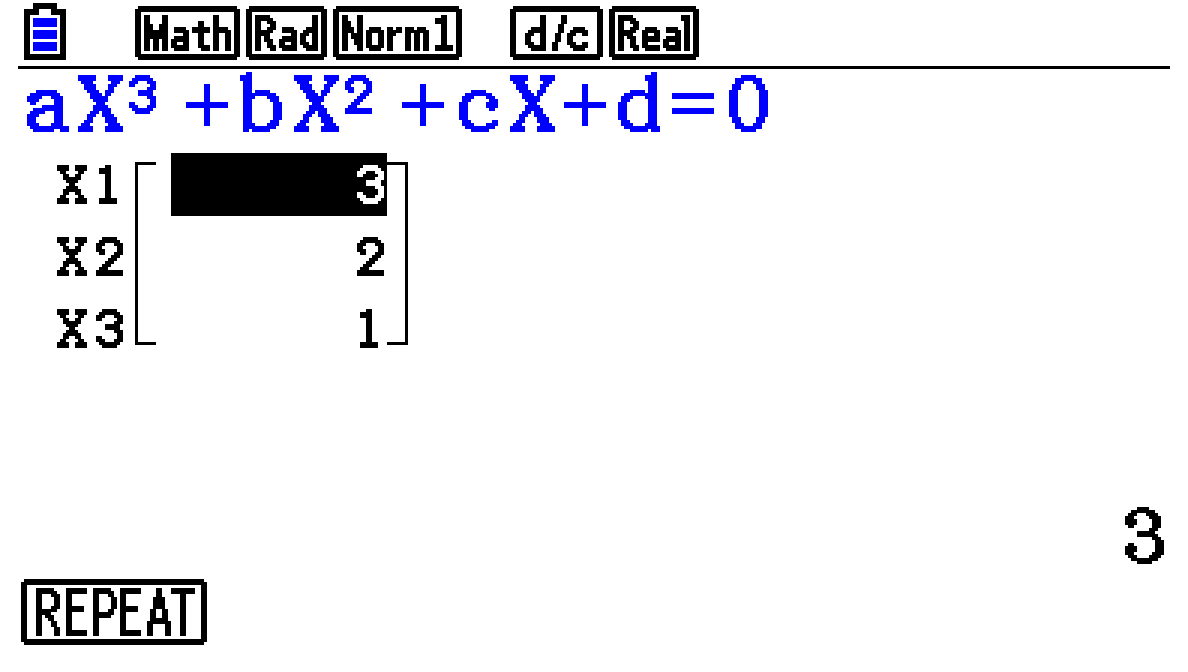 Math Rad Norm1 d/c Real
aX³+bX²+cX+d=0
X1 3
X2 2
X3 1
3
REPEAT